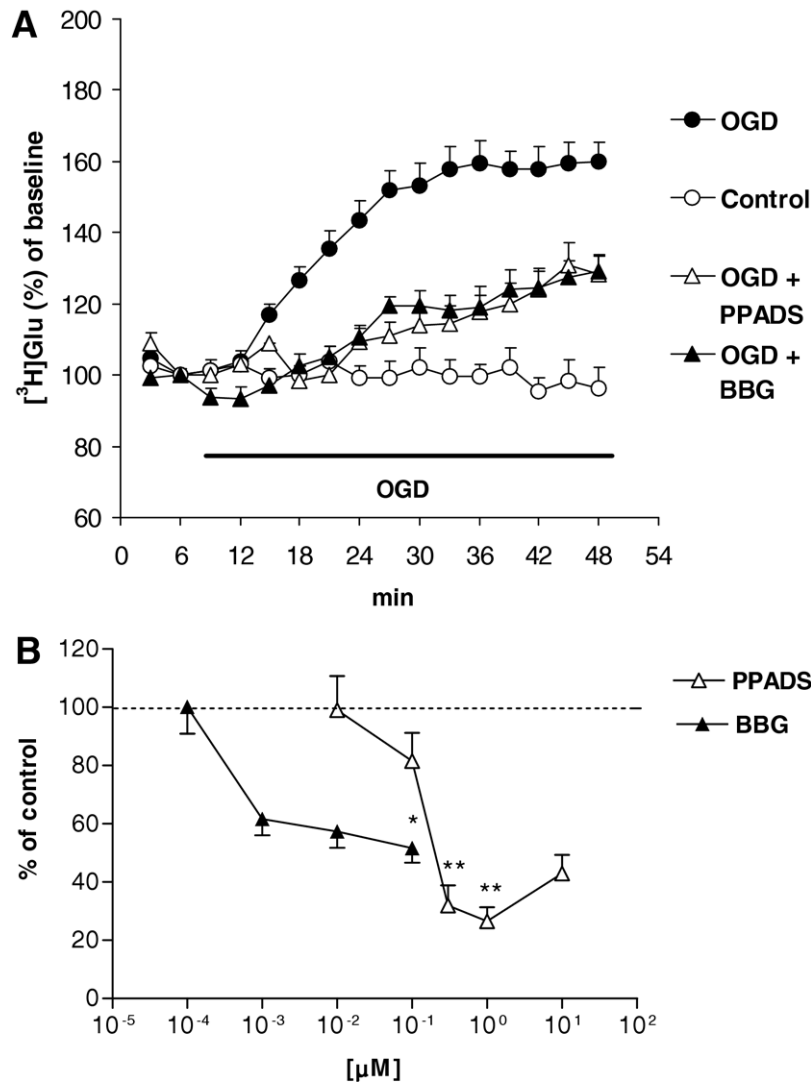 A
200
180
160
140
120
100
80
60
[³H]Glu (%) of baseline
OGD
0 6 12 18 24 30 36 42 48 54
min
OGD
Control
OGD +
PPADS
OGD +
BBG
B
120
100
80
60
40
20
0
% of control
*
** **
10⁻⁵ 10⁻⁴ 10⁻³ 10⁻² 10⁻¹ 10⁰ 10¹ 10²
[µM]
PPADS
BBG